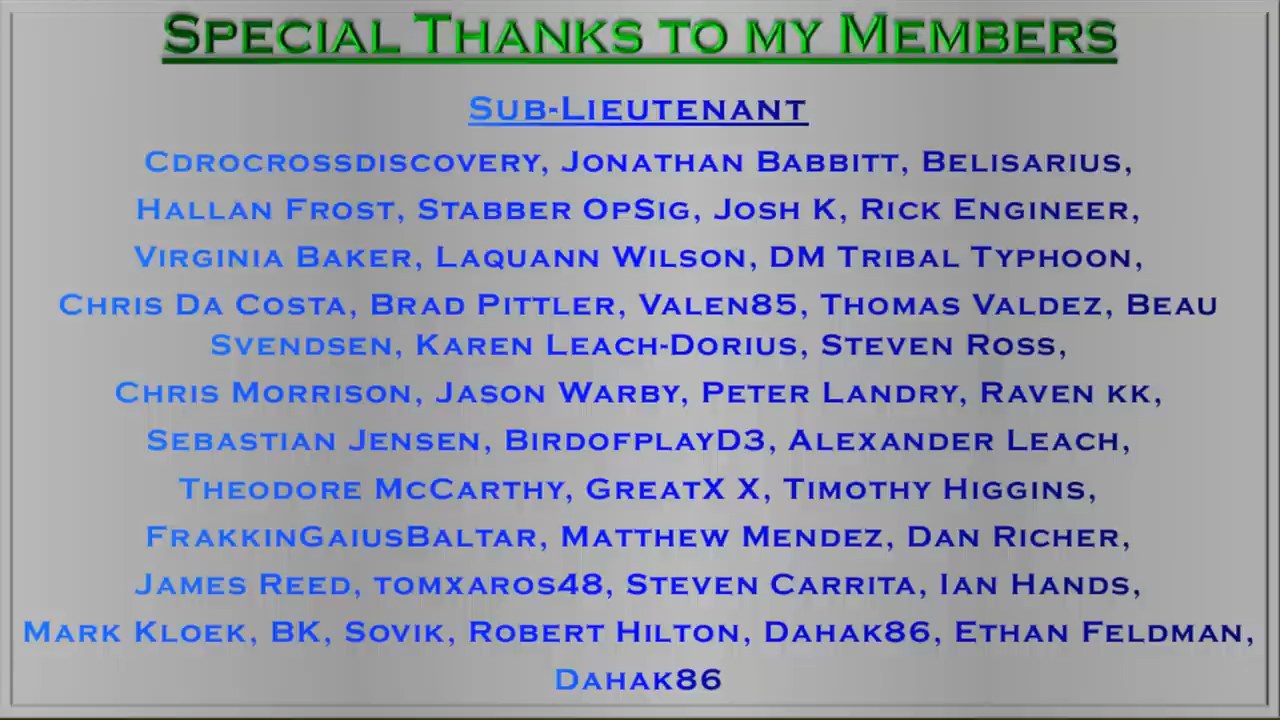 Special Thanks to my Members
Sub-Lieutenant
Cdrocrossdiscovery, Jonathan Babbitt, Belisarius,
Hallan Frost, Stabber OpSig, Josh K, Rick Engineer,
Virginia Baker, Laquann Wilson, DM Tribal Typhoon,
Chris Da Costa, Brad Pittler, Valen85, Thomas Valdez, Beau
Svendsen, Karen Leach-Dorius, Steven Ross,
Chris Morrison, Jason Warby, Peter Landry, Raven kk,
Sebastian Jensen, BirdofplayD3, Alexander Leach,
Theodore McCarthy, GreatX X, Timothy Higgins,
FrakkinGaiusBaltar, Matthew Mendez, Dan Richer,
James Reed, tomxaros48, Steven Carrita, Ian Hands,
Mark Kloek, BK, Sovik, Robert Hilton, Dahak86, Ethan Feldman,
Dahak86